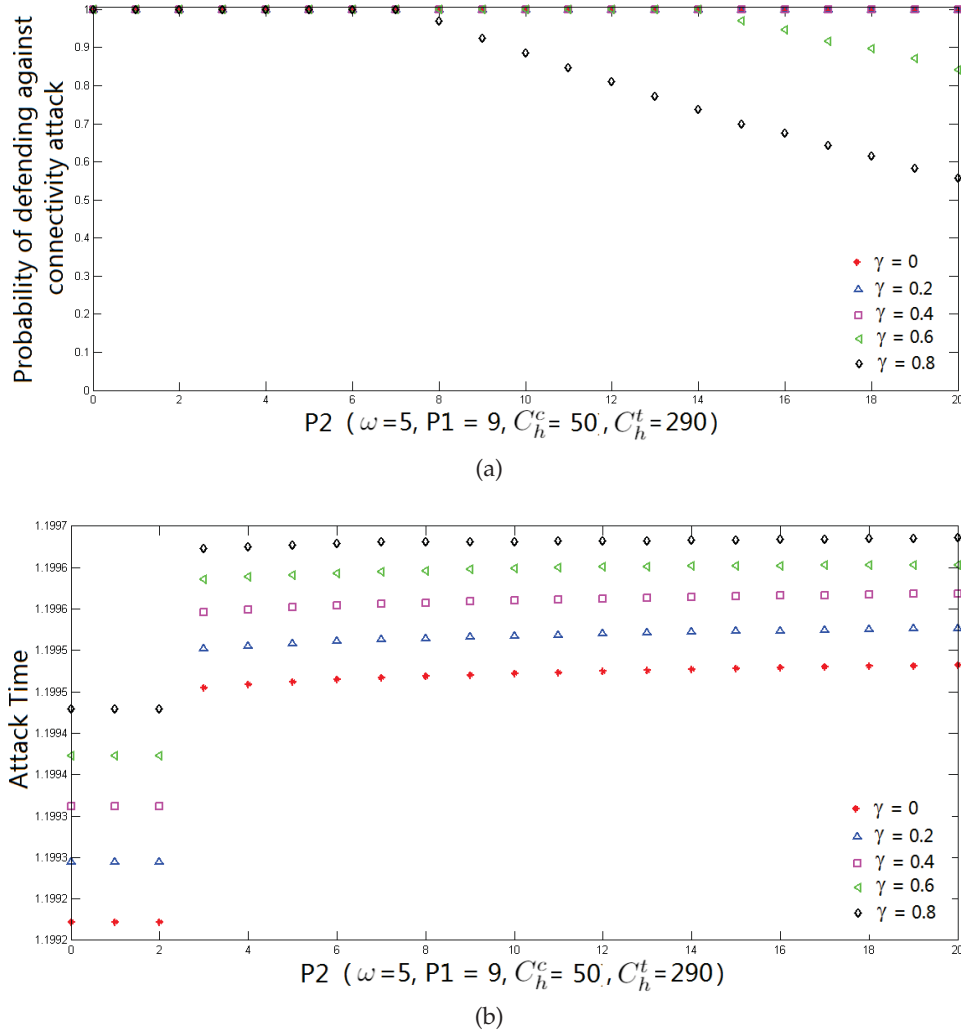 Probability of defending against
connectivity attack
1
0.9
0.8
0.7
0.6
0.5
0.4
0.3
0.2
0.1
0
0 2 4 6 8 10 12 14 16 18 20
γ = 0
γ = 0.2
γ = 0.4
γ = 0.6
γ = 0.8
P2 ( ω=5, P1 = 9, C_h^c= 50, C_h^t=290)
(a)
Attack Time
1.1997
1.1996
1.1996
1.1995
1.1995
1.1994
1.1994
1.1993
1.1993
1.1992
1.1992
0 2 4 6 8 10 12 14 16 18 20
γ = 0
γ = 0.2
γ = 0.4
γ = 0.6
γ = 0.8
P2 ( ω=5, P1 = 9, C_h^c= 50, C_h^t=290)
(b)